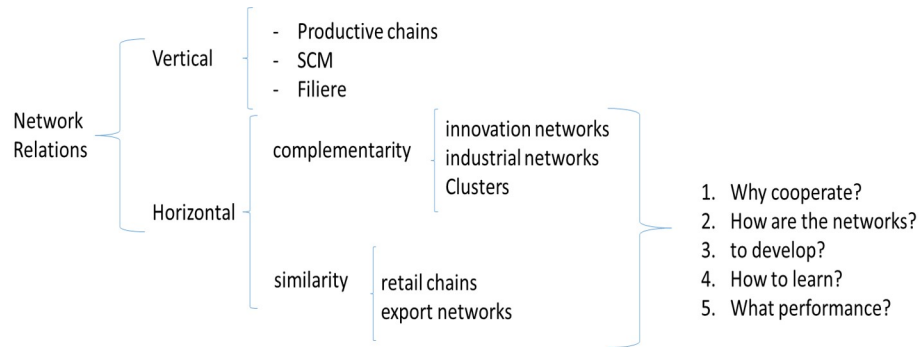 Network
Relations
Vertical
- Productive chains
- SCM
- Filiere
Horizontal
complementarity
innovation networks
industrial networks
Clusters
similarity
retail chains
export networks
1. Why cooperate?
2. How are the networks?
3. to develop?
4. How to learn?
5. What performance?